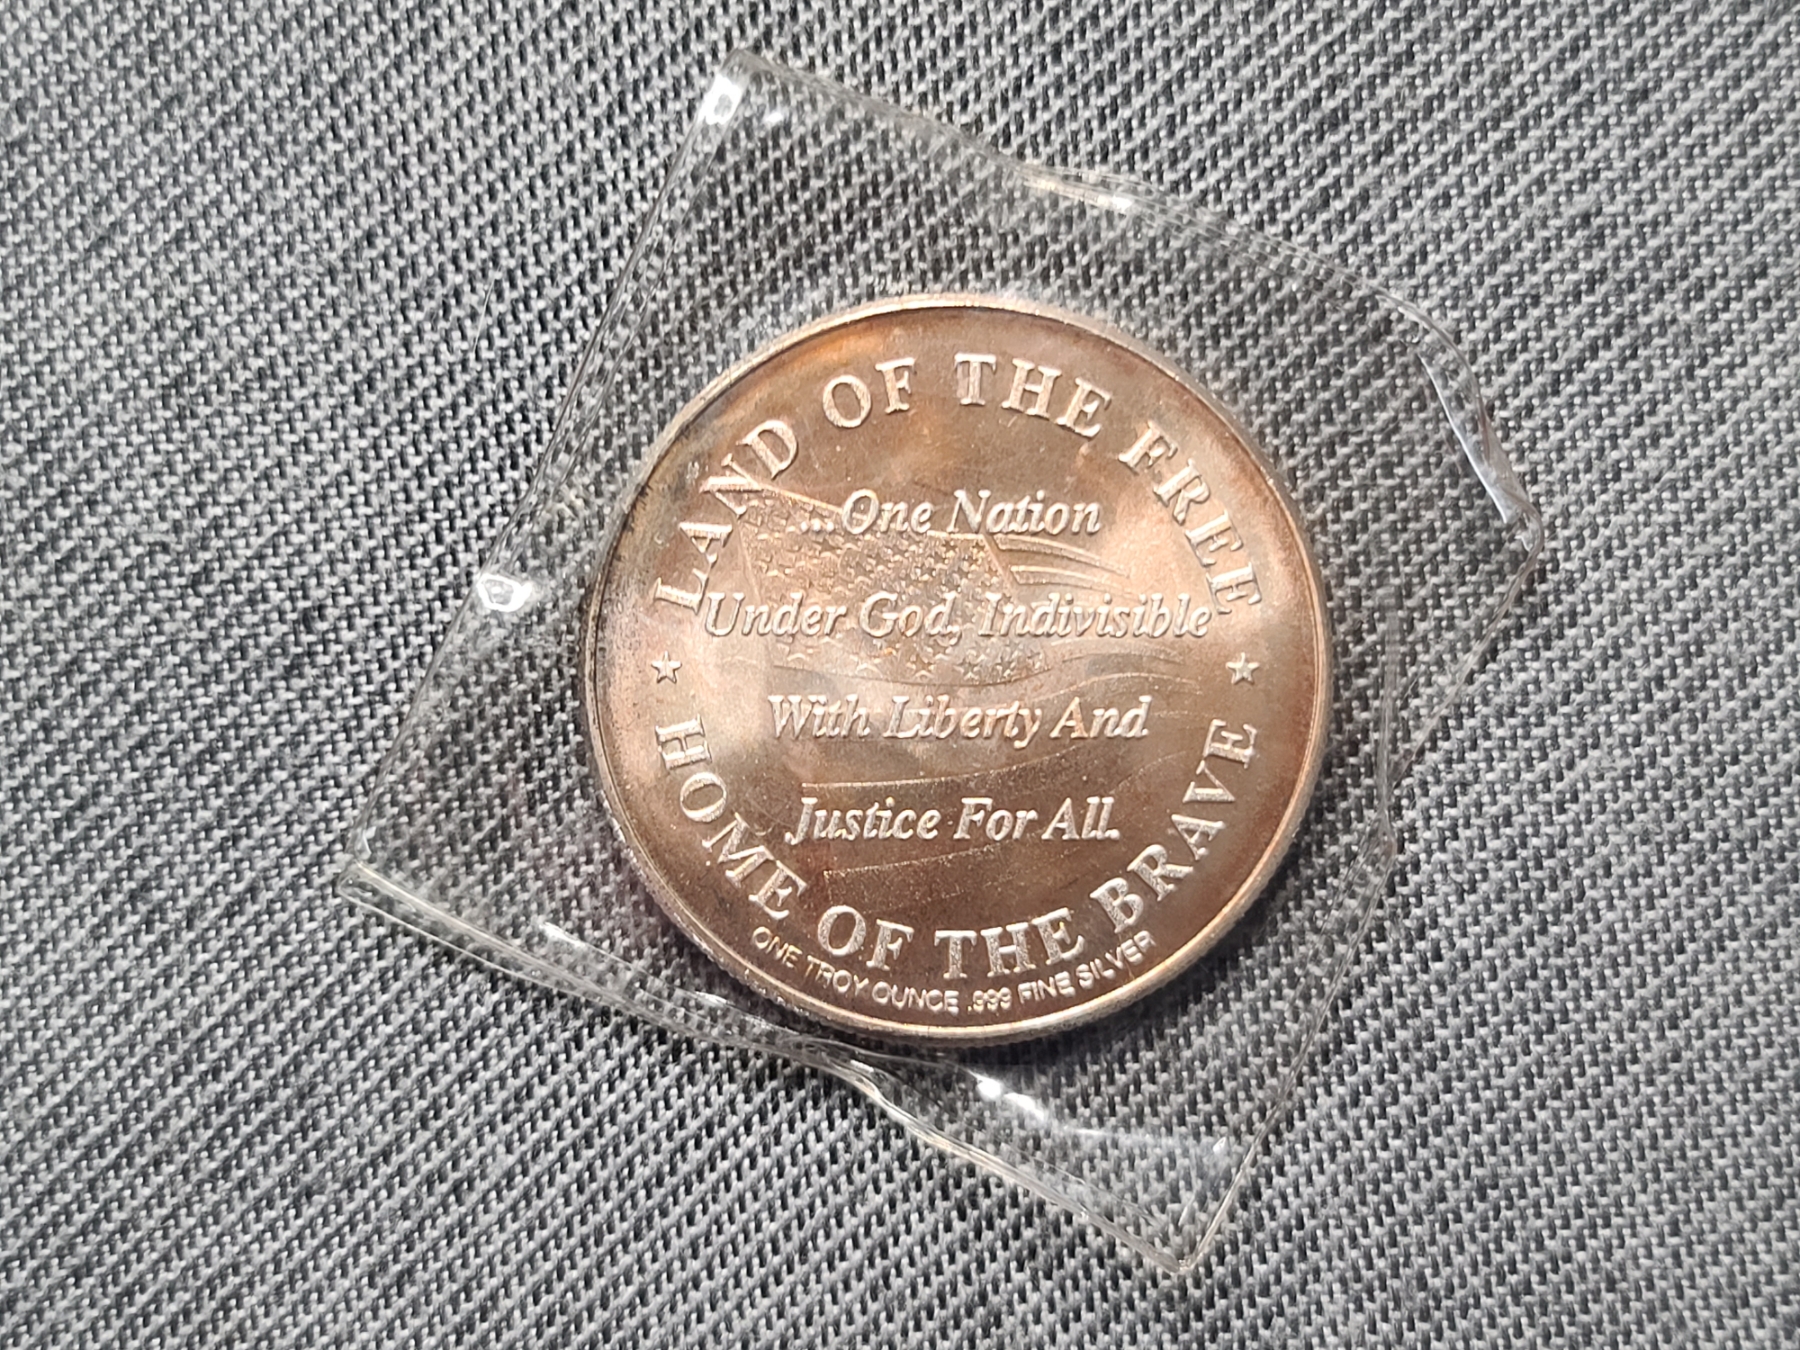 LAND OF THE FREE
...One Nation
Under God, Indivisible
With Liberty And
Justice For All.
HOME OF THE BRAVE
ONE TROY OUNCE .999 FINE SILVER